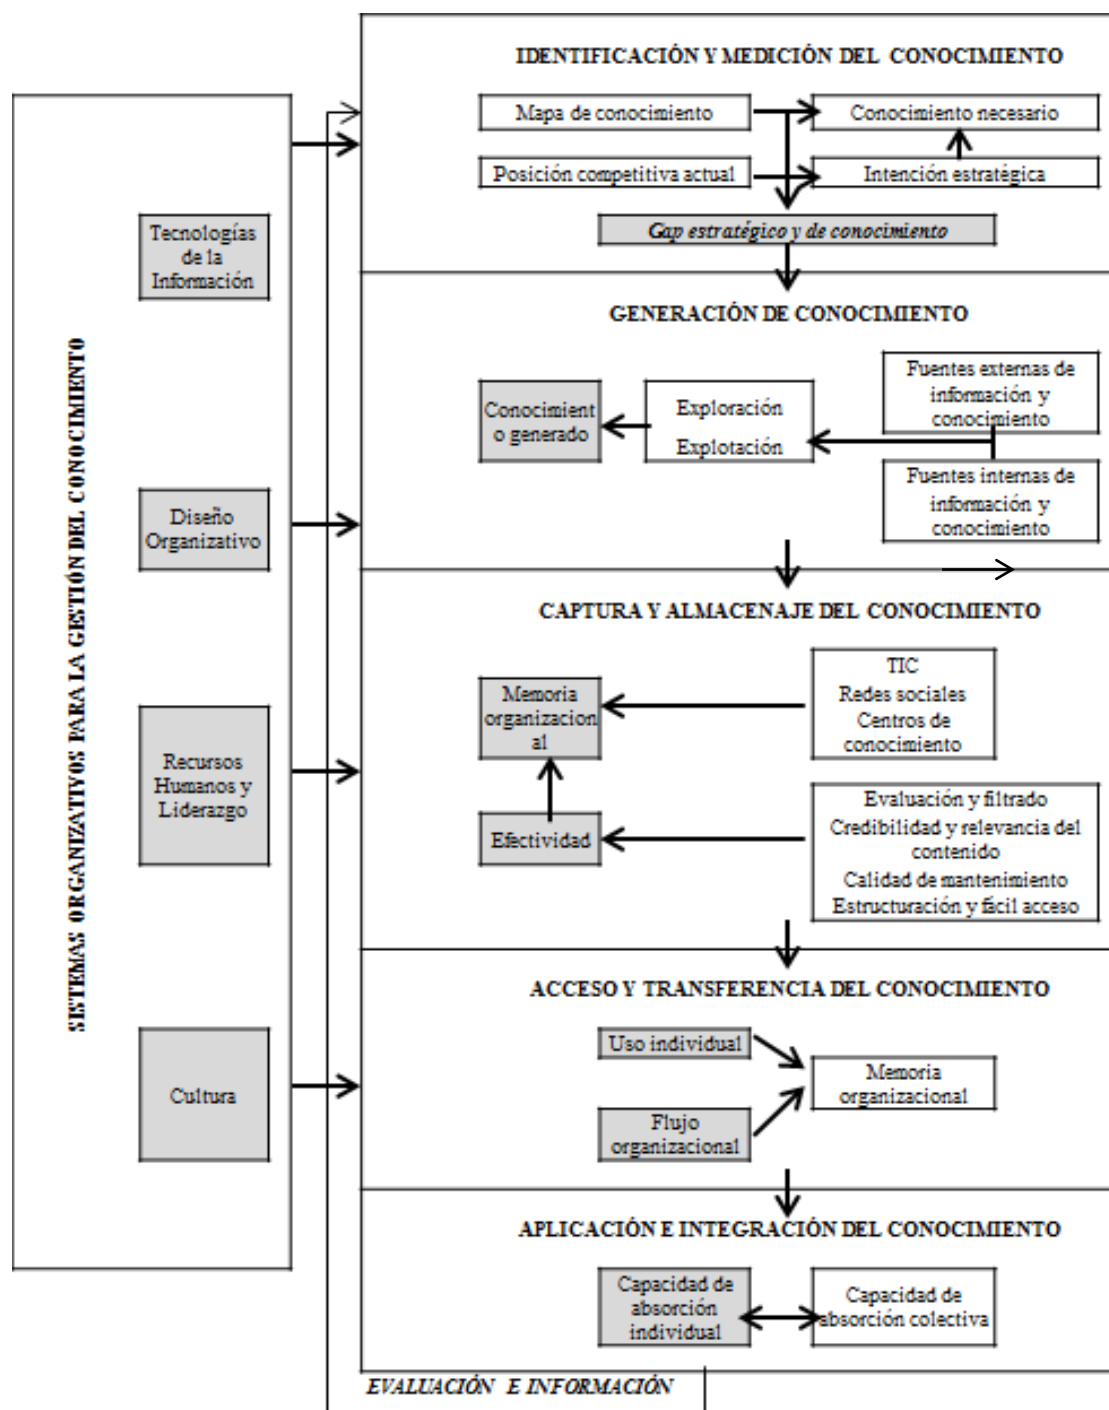 IDENTIFICACIÓN Y MEDICIÓN DEL CONOCIMIENTO
Mapa de conocimiento
Conocimiento necesario
Posición competitiva actual
Intención estratégica
Gap estratégico y de conocimiento
SISTEMAS ORGANIZATIVOS PARA LA GESTIÓN DEL CONOCIMIENTO
Tecnologías
de la
Información
Diseño
Organizativo
Recursos
Humanos y
Liderazgo
Cultura
GENERACIÓN DE CONOCIMIENTO
Conocimient
o generado
Exploración
Explotación
Fuentes externas de
información y
conocimiento
Fuentes internas de
información y
conocimiento
CAPTURA Y ALMACENAJE DEL CONOCIMIENTO
Memoria
organizacion
al
TIC
Redes sociales
Centros de
conocimiento
Efectividad
Evaluación y filtrado
Credibilidad y relevancia del
contenido
Calidad de mantenimiento
Estructuración y fácil acceso
ACCESO Y TRANSFERENCIA DEL CONOCIMIENTO
Uso individual
Flujo
organizacional
Memoria
organizacional
APLICACIÓN E INTEGRACIÓN DEL CONOCIMIENTO
Capacidad de
absorción
individual
Capacidad de
absorción colectiva
EVALUACIÓN E INFORMACIÓN